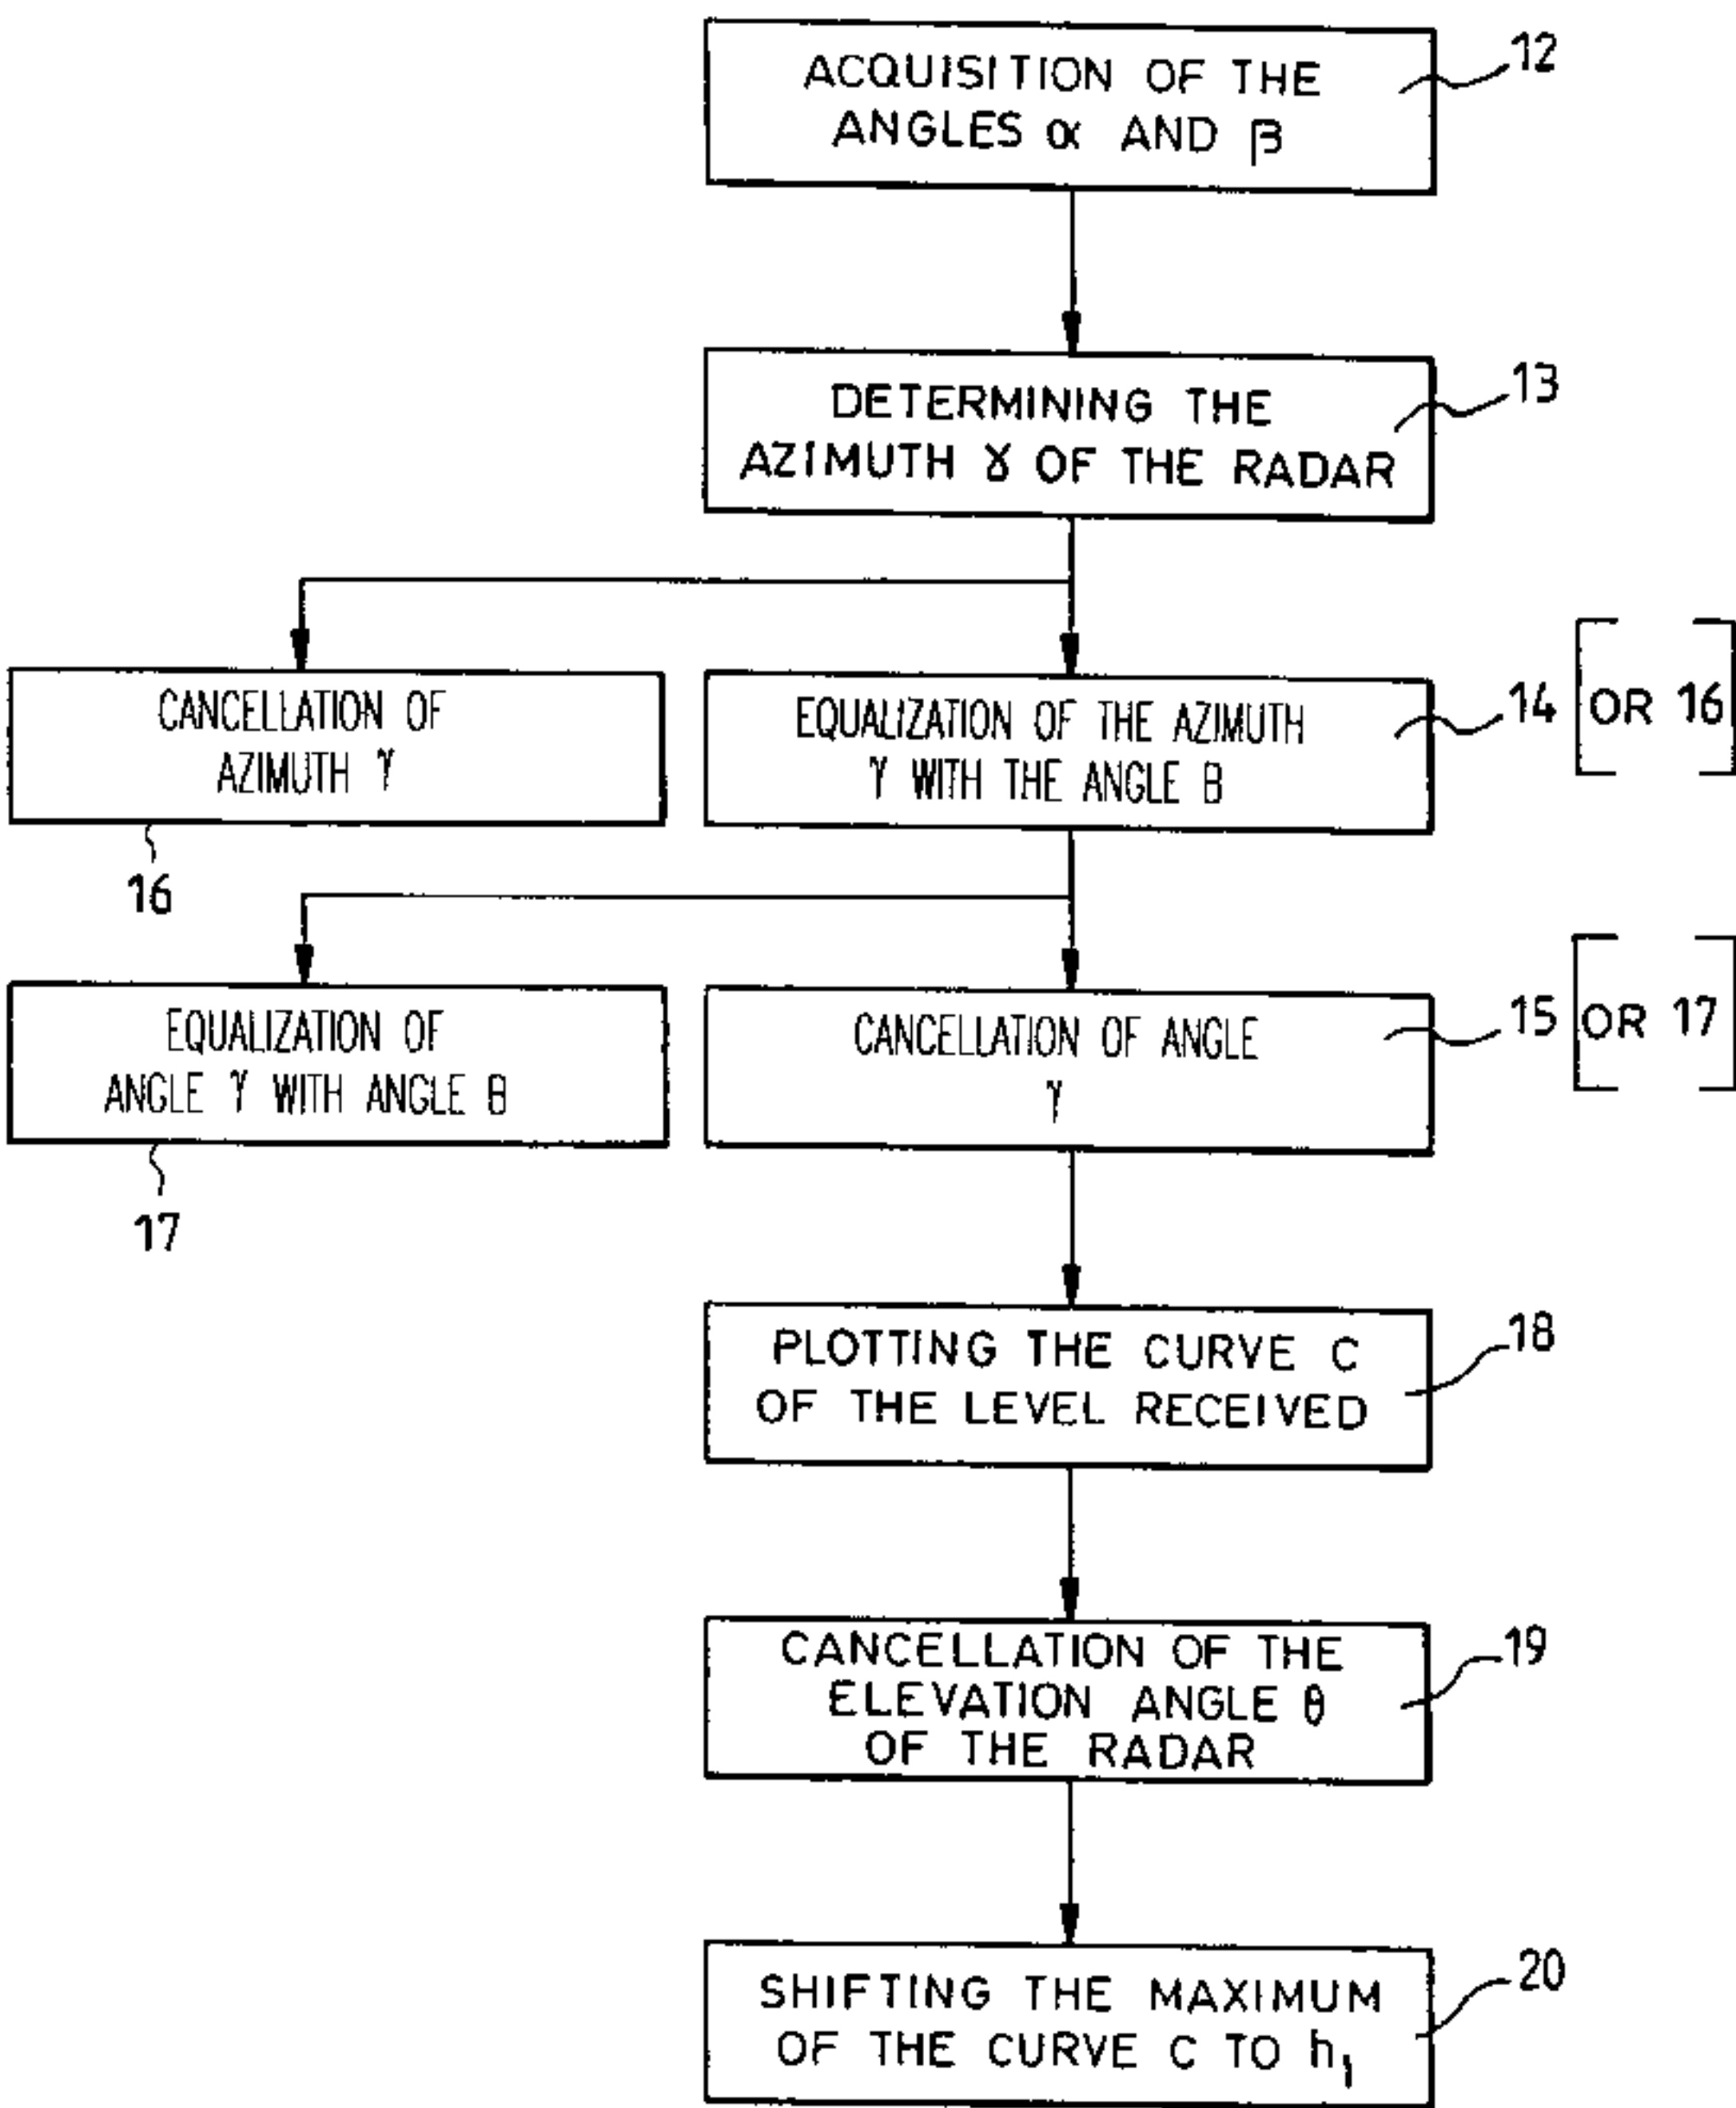 ACQUISITION OF THE
ANGLES α AND β
12
DETERMINING THE
AZIMUTH γ OF THE RADAR
13
CANCELLATION OF
AZIMUTH γ
16
EQUALIZATION OF THE AZIMUTH
γ WITH THE ANGLE β
14 [OR 16]
EQUALIZATION OF
ANGLE γ WITH ANGLE β
17
CANCELLATION OF ANGLE
γ
15 [OR 17]
PLOTTING THE CURVE C
OF THE LEVEL RECEIVED
18
CANCELLATION OF THE
ELEVATION ANGLE θ
OF THE RADAR
19
SHIFTING THE MAXIMUM
OF THE CURVE C TO h₁
20